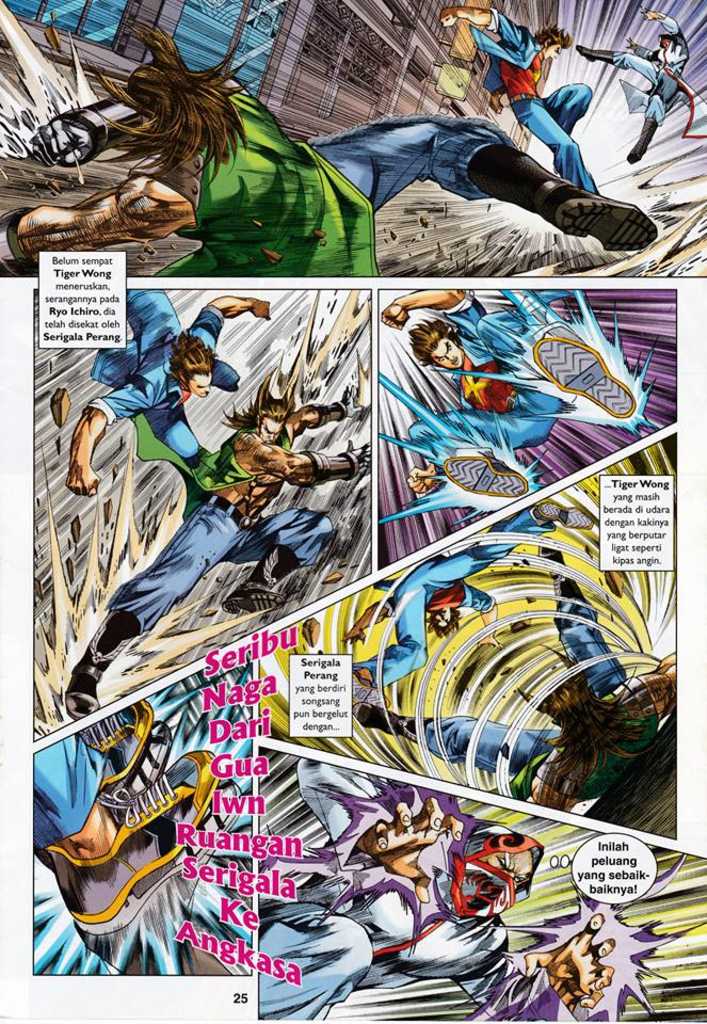 Belum sempat
Tiger Wong
meneruskan,
serangannya pada
Ryo Ichiro, dia
telah disekat oleh
Serigala Perang.
...Tiger Wong
yang masih
berada di udara
dengan kakinya
yang berputar
ligat seperti
kipas angin.
Serigala
Perang
yang berdiri
songsang
pun bergelut
dengan...
Seribu
Naga
Dari
Gua
Iwn
Ruangan
Serigala
Ke
Angkasa
Inilah
peluang
yang sebaik-
baiknya!
25